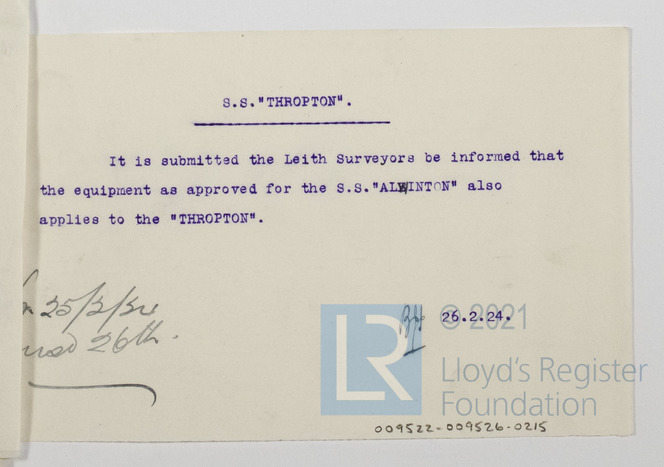 S.S."THROPTON".
It is submitted the Leith Surveyors be informed that
the equipment as approved for the S.S."ALWINTON" also
applies to the "THROPTON".
25/2/24
26th.
26.2.24.
© 2021
LR
Lloyd's Register
Foundation
009522-009526-0215